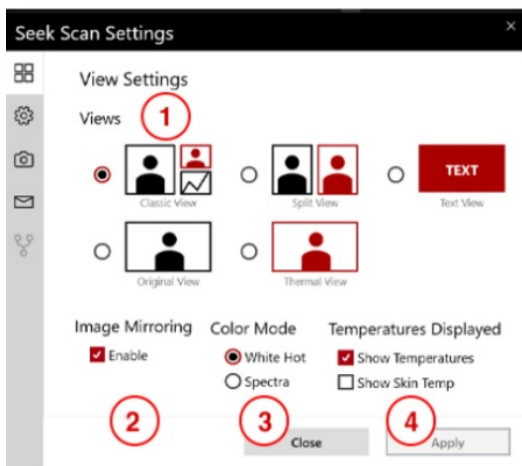 Seek Scan Settings
View Settings
Views
1
TEXT
Classic View
Split View
Text View
Original View
Thermal View
Image Mirroring
Color Mode
Temperatures Displayed
Enable
White Hot
Show Temperatures
Spectra
Show Skin Temp
2
3
4
Close
Apply